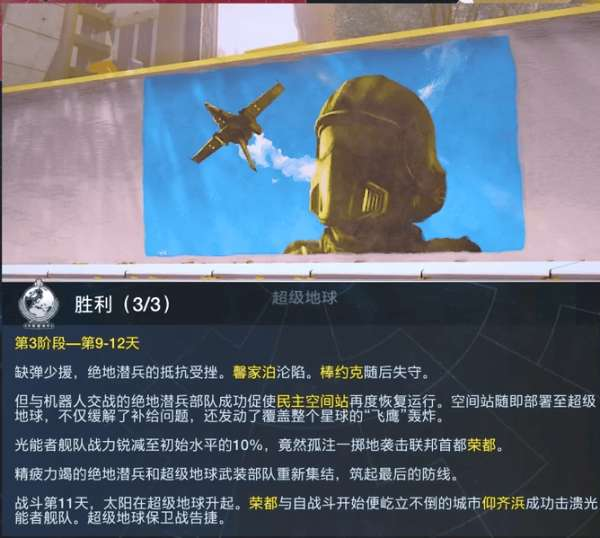 超级地球
胜利（3/3）
第3阶段—第9-12天
缺弹少援，绝地潜兵的抵抗受挫。馨家泊沦陷。棒约克随后失守。
但与机器人交战的绝地潜兵部队成功促使民主空间站再度恢复运行。空间站随即部署至超级
地球，不仅缓解了补给问题，还发动了覆盖整个星球的“飞鹰”轰炸。
光能者舰队战力锐减至初始水平的10%，竟然孤注一掷地袭击联邦首都荣都。
精疲力竭的绝地潜兵和超级地球武装部队重新集结，筑起最后的防线。
战斗第11天，太阳在超级地球升起。荣都与自战斗开始便屹立不倒的城市仰齐浜成功击溃光
能者舰队。超级地球保卫战告捷。